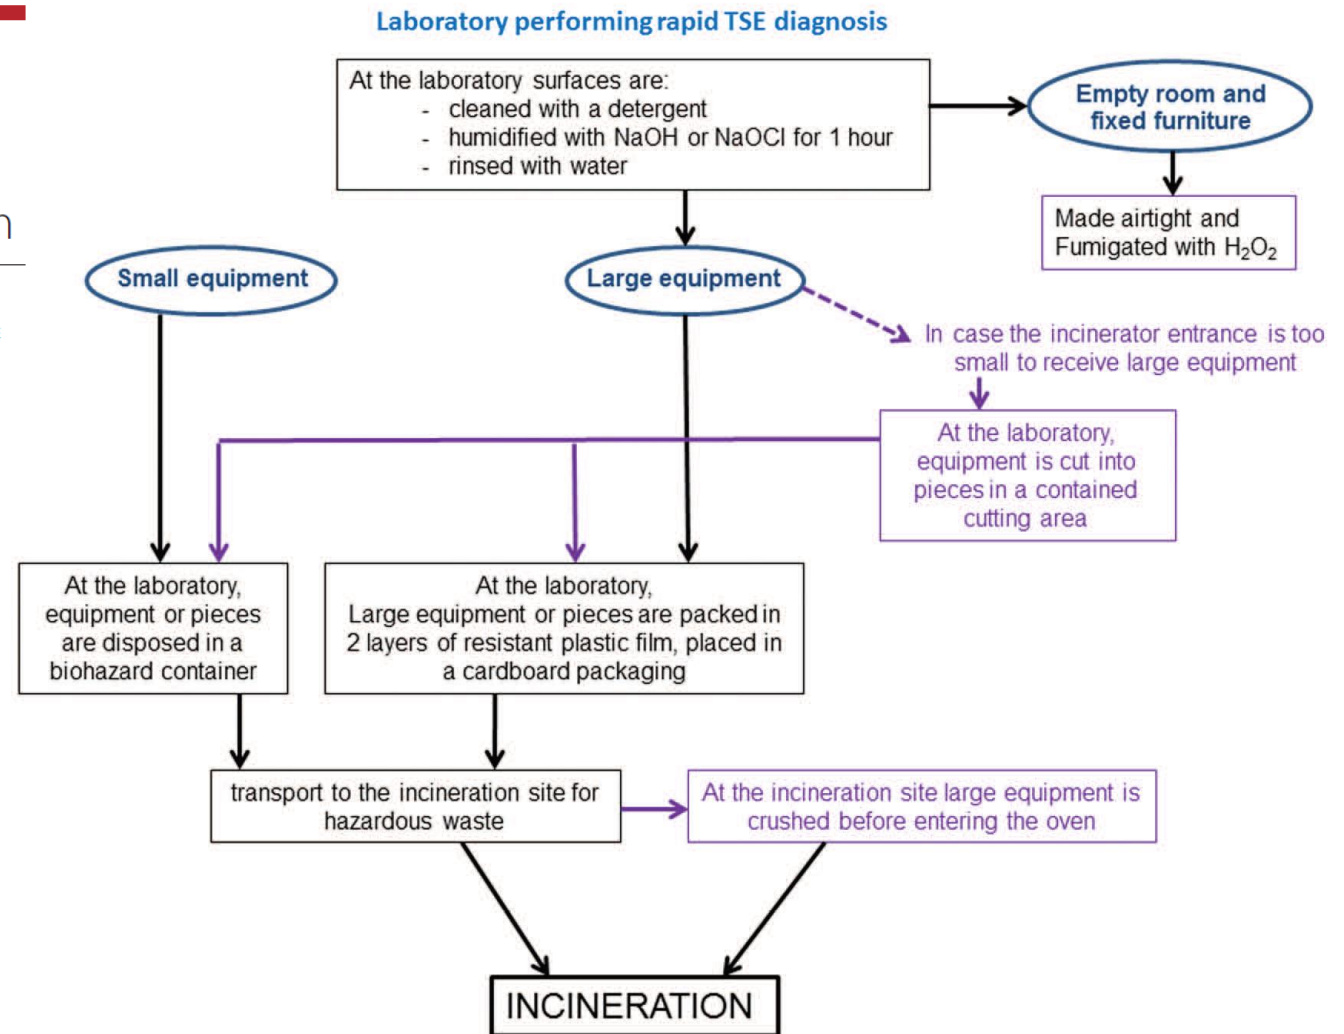 Laboratory performing rapid TSE diagnosis
At the laboratory surfaces are:
- cleaned with a detergent
- humidified with NaOH or NaOCl for 1 hour
- rinsed with water
Empty room and
fixed furniture
Made airtight and
Fumigated with H₂O₂
n
Small equipment
Large equipment
In case the incinerator entrance is too
small to receive large equipment
At the laboratory,
equipment is cut into
pieces in a contained
cutting area
At the laboratory,
equipment or pieces
are disposed in a
biohazard container
At the laboratory,
Large equipment or pieces are packed in
2 layers of resistant plastic film, placed in
a cardboard packaging
transport to the incineration site for
hazardous waste
At the incineration site large equipment is
crushed before entering the oven
INCINERATION